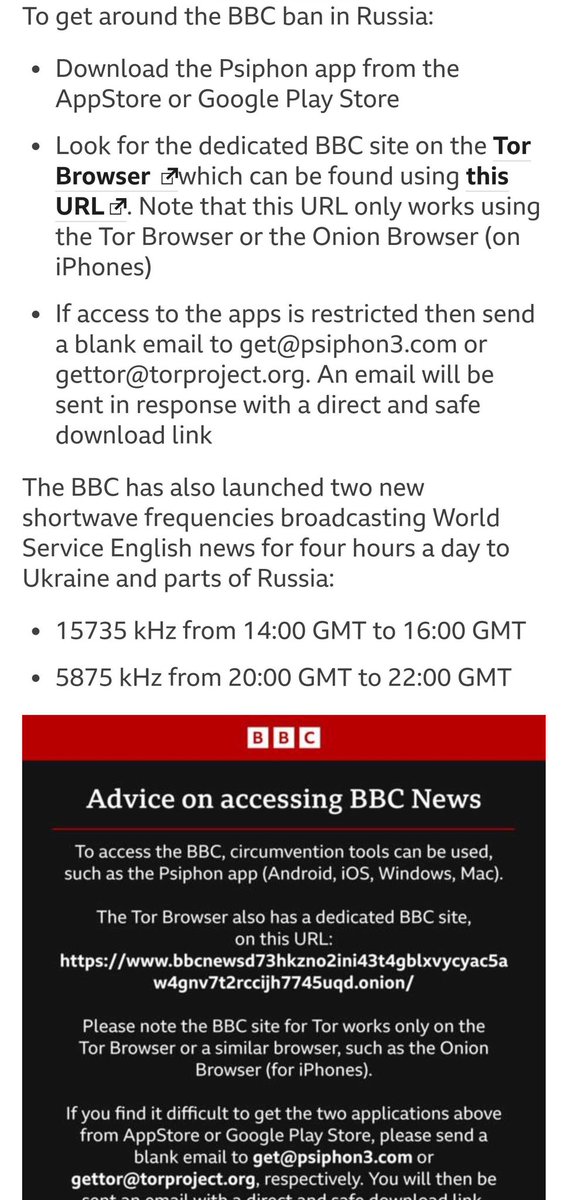 To get around the BBC ban in Russia:
• Download the Psiphon app from the
AppStore or Google Play Store
• Look for the dedicated BBC site on the Tor
Browser which can be found using this
URL. Note that this URL only works using
the Tor Browser or the Onion Browser (on
iPhones)
• If access to the apps is restricted then send
a blank email to get@psiphon3.com or
gettor@torproject.org. An email will be
sent in response with a direct and safe
download link
The BBC has also launched two new
shortwave frequencies broadcasting World
Service English news for four hours a day to
Ukraine and parts of Russia:
• 15735 kHz from 14:00 GMT to 16:00 GMT
• 5875 kHz from 20:00 GMT to 22:00 GMT
BBC
Advice on accessing BBC News
To access the BBC, circumvention tools can be used,
such as the Psiphon app (Android, iOS, Windows, Mac).
The Tor Browser also has a dedicated BBC site,
on this URL:
https://www.bbcnewsd73hkzno2ini43t4gblxvycyac5a
w4gnv7t2rccijh7745uqd.onion/
Please note the BBC site for Tor works only on the
Tor Browser or a similar browser, such as the Onion
Browser (for iPhones).
If you find it difficult to get the two applications above
from AppStore or Google Play Store, please send a
blank email to get@psiphon3.com or
gettor@torproject.org, respectively. You will then be
sent an email with a direct and safe download link